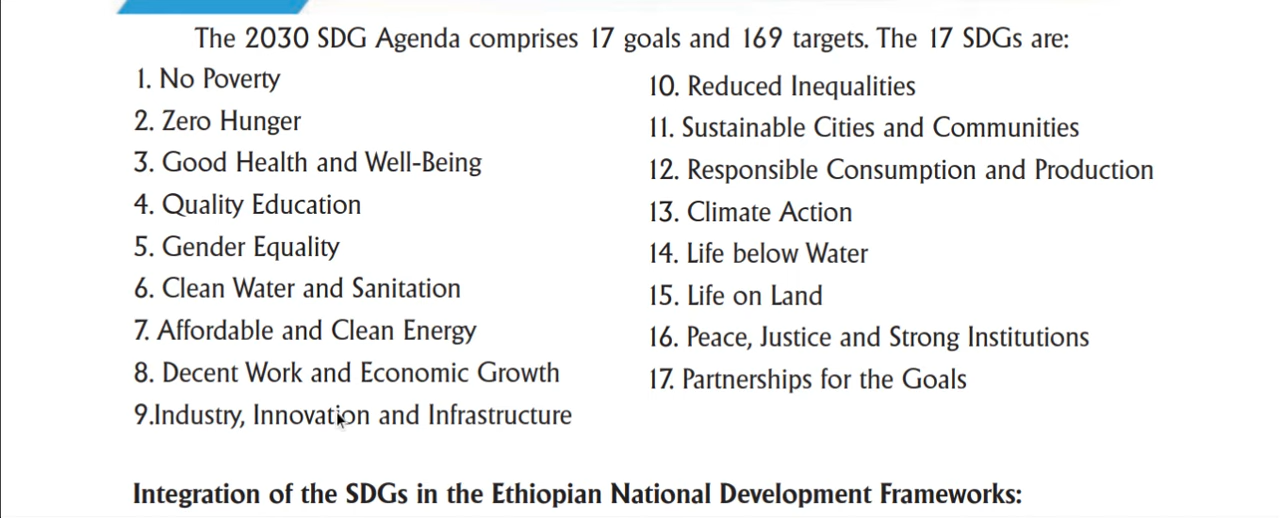 The 2030 SDG Agenda comprises 17 goals and 169 targets. The 17 SDGs are:
1. No Poverty
2. Zero Hunger
3. Good Health and Well-Being
4. Quality Education
5. Gender Equality
6. Clean Water and Sanitation
7. Affordable and Clean Energy
8. Decent Work and Economic Growth
9.Industry, Innovation and Infrastructure
10. Reduced Inequalities
11. Sustainable Cities and Communities
12. Responsible Consumption and Production
13. Climate Action
14. Life below Water
15. Life on Land
16. Peace, Justice and Strong Institutions
17. Partnerships for the Goals
Integration of the SDGs in the Ethiopian National Development Frameworks: